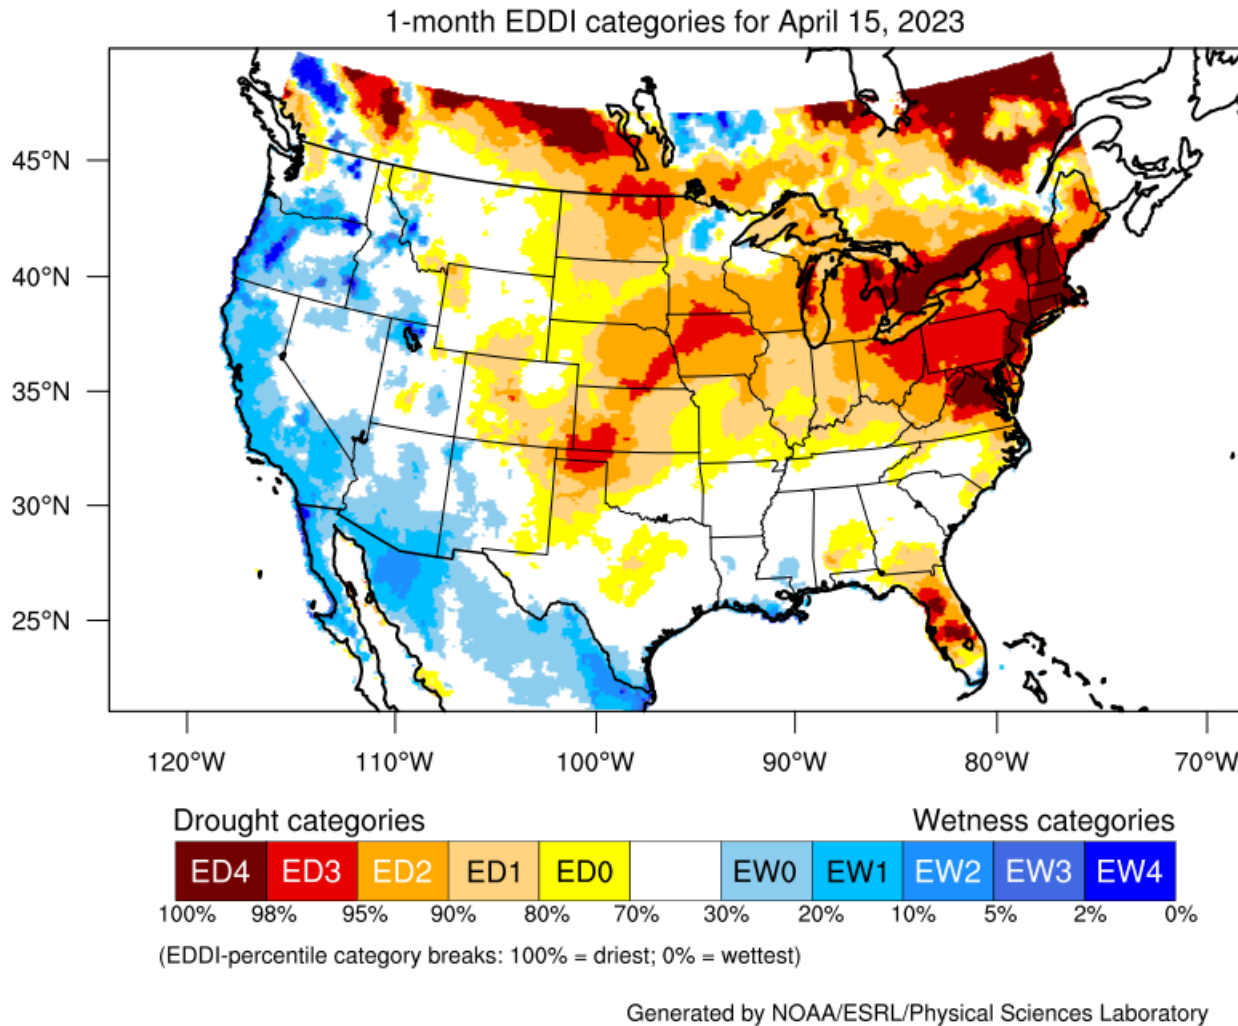 1-month EDDI categories for April 15, 2023
45°N
40°N
35°N
30°N
25°N
120°W 110°W 100°W 90°W 80°W 70°W
Drought categories Wetness categories
ED4 ED3 ED2 ED1 ED0 EW0 EW1 EW2 EW3 EW4
100% 98% 95% 90% 80% 70% 30% 20% 10% 5% 2% 0%
(EDDI-percentile category breaks: 100% = driest; 0% = wettest)
Generated by NOAA/ESRL/Physical Sciences Laboratory